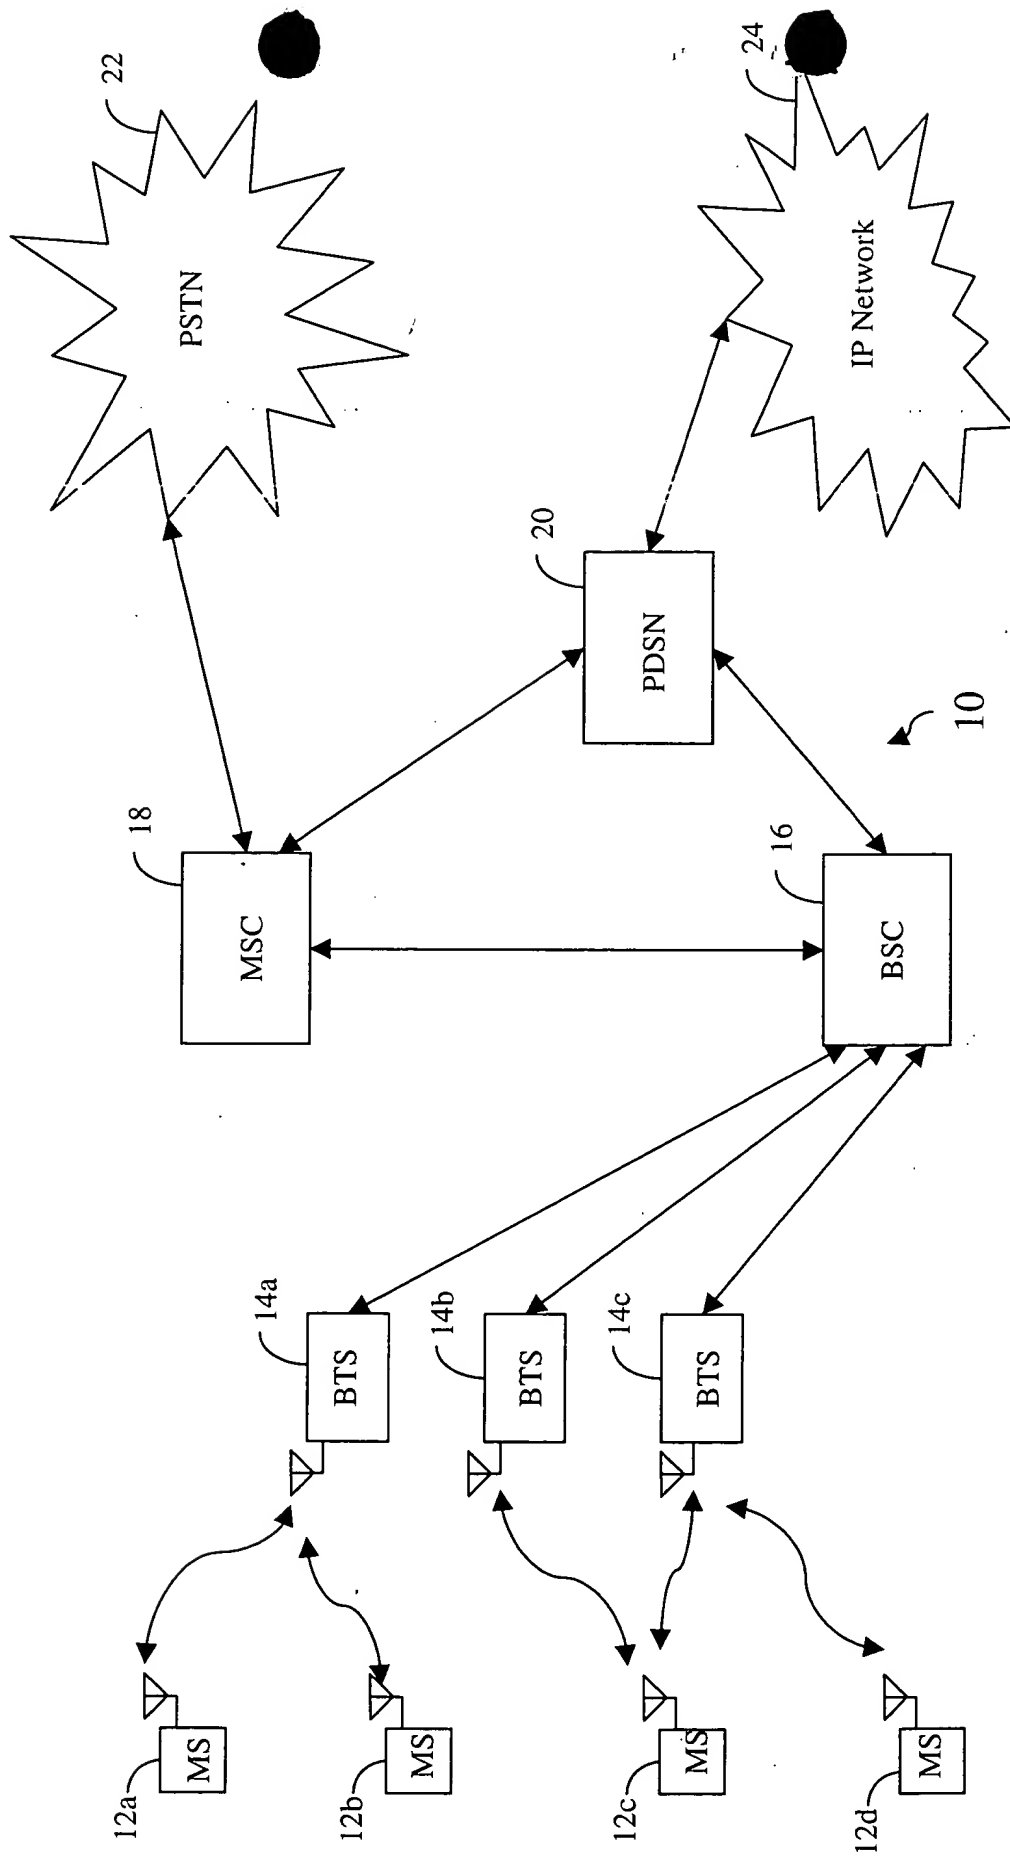 12a
MS
12b
MS
12c
MS
12d
MS
14a
BTS
14b
BTS
14c
BTS
18
MSC
16
BSC
10
20
PDSN
22
PSTN
24
IP Network